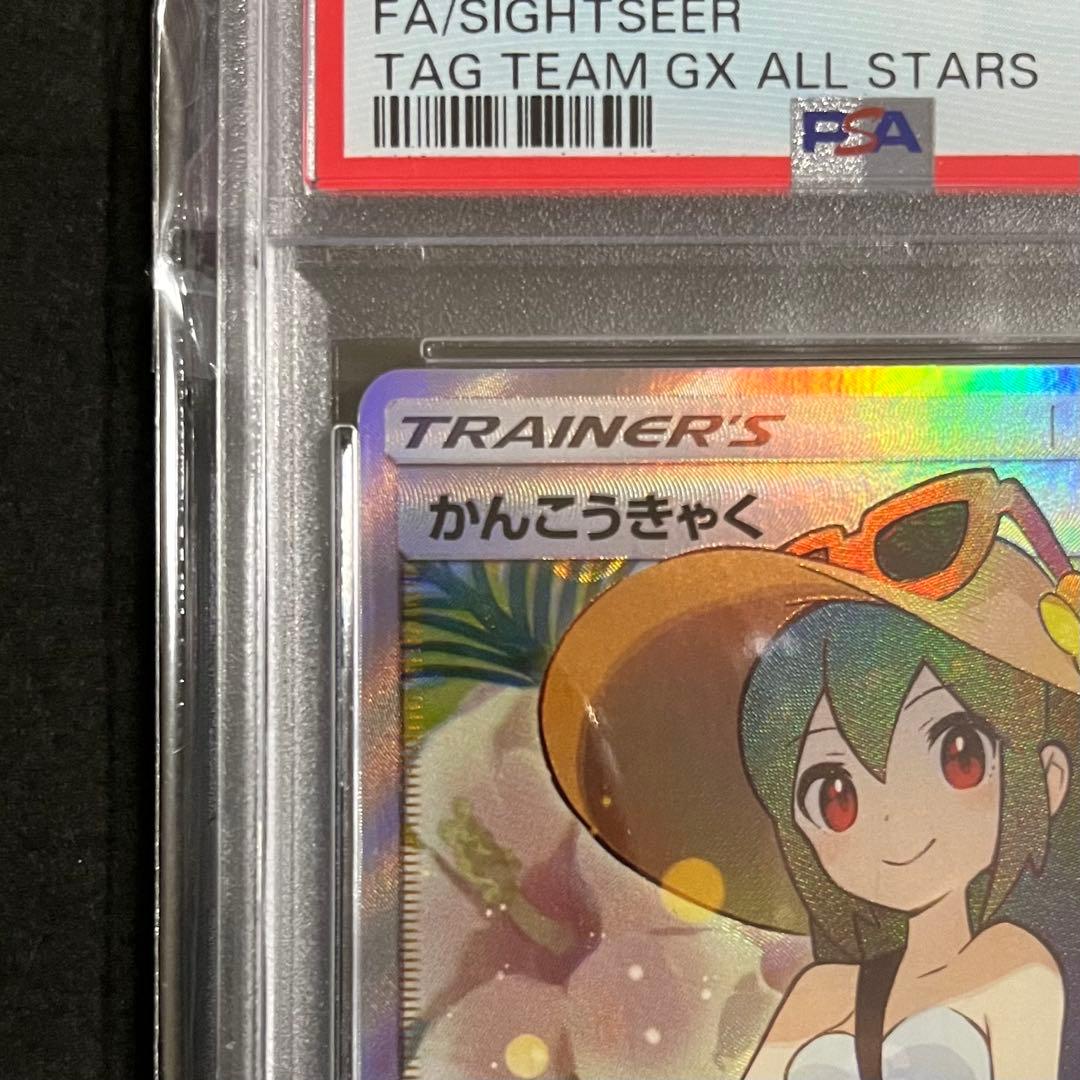 FA/SIGHTSEER
TAG TEAM GX ALL STARS
PSA
TRAINER'S
かんこうきゃく